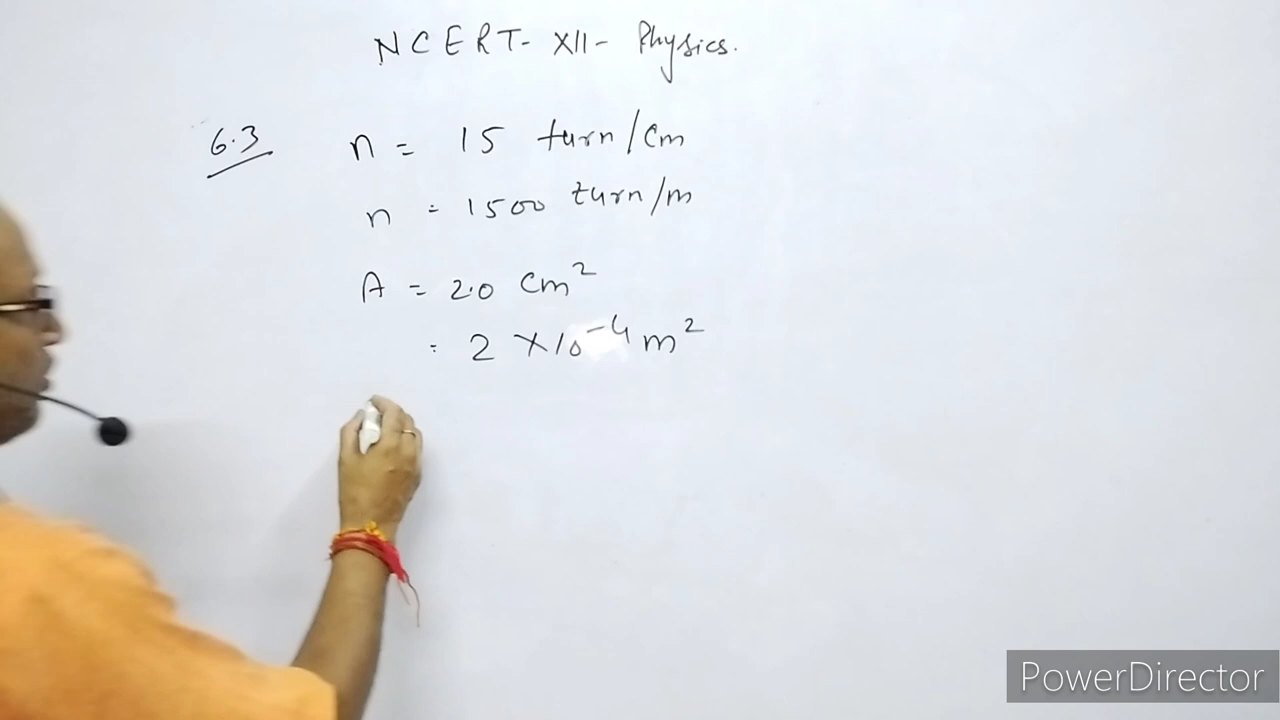 NCERT- XII- Physics.
6.3 n = 15 turn/cm
n = 1500 turn/m
A = 2.0 cm²
= 2 × 10⁻⁴ m²
PowerDirector